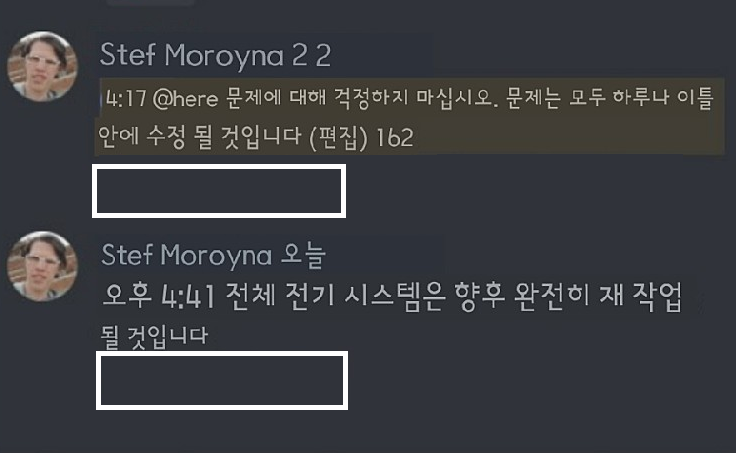 Stef Moroyna 2 2
4:17 @here 문제에 대해 걱정하지 마십시오. 문제는 모두 하루나 이틀
안에 수정 될 것입니다 (편집) 162
Stef Moroyna 오늘
오후 4:41 전체 전기 시스템은 향후 완전히 재 작업
될 것입니다